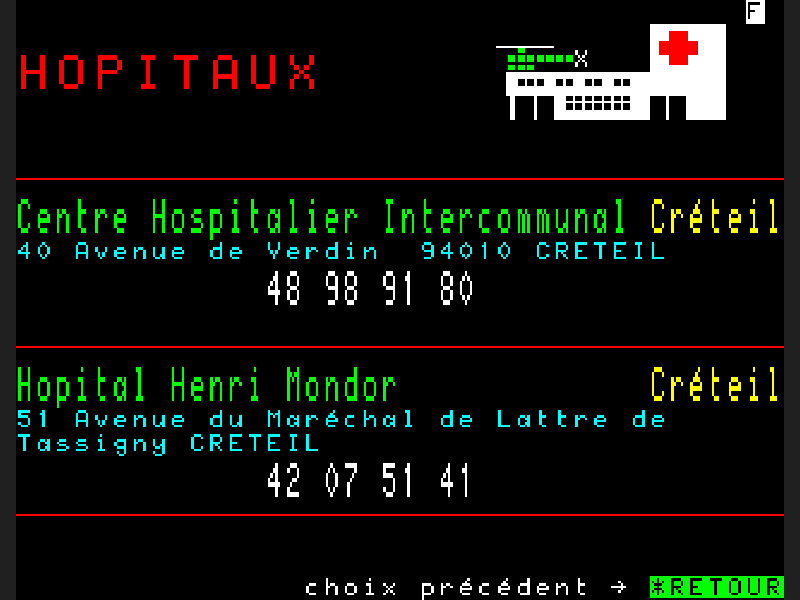 F
HOPITAUX
Centre Hospitalier Intercommunal Créteil
40 Avenue de Verdin 94010 CRETEIL
48 98 91 80
Hopital Henri Mondor Créteil
51 Avenue du Maréchal de Lattre de
Tassigny CRETEIL
42 07 51 41
choix précédent → *RETOUR